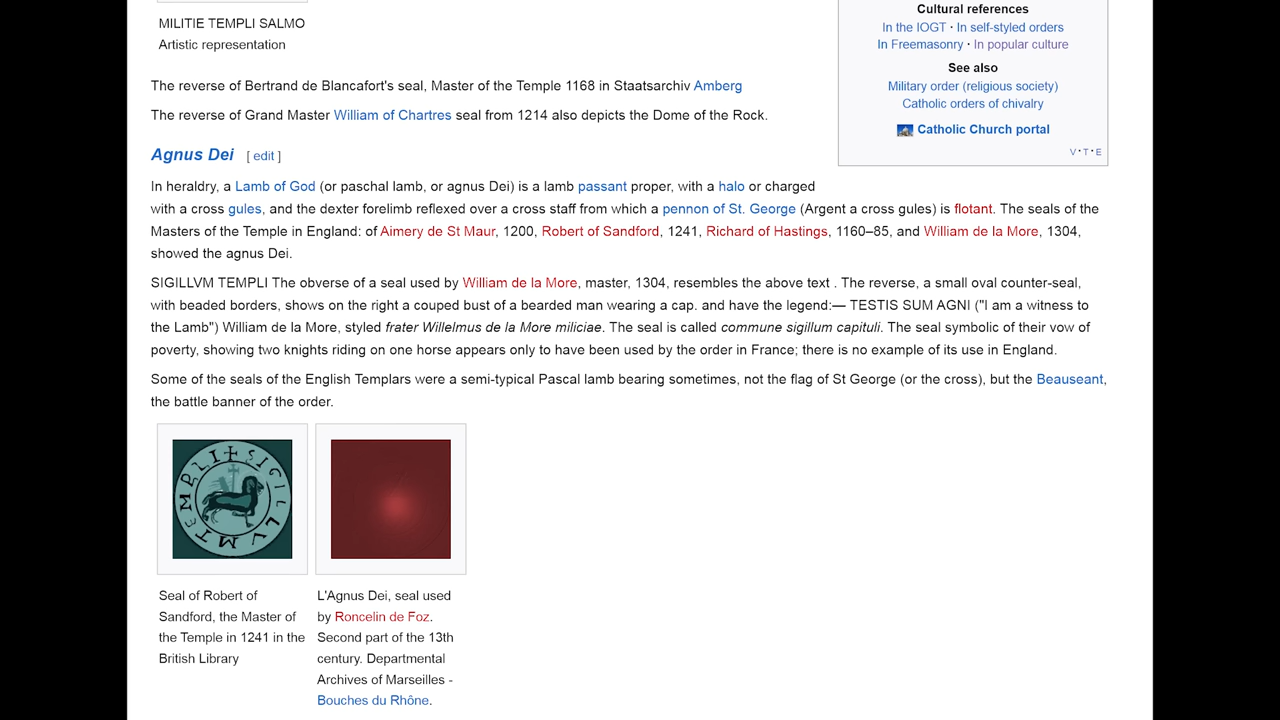 MILITIE TEMPLI SALMO
Artistic representation
The reverse of Bertrand de Blancafort's seal, Master of the Temple 1168 in Staatsarchiv Amberg
The reverse of Grand Master William of Chartres seal from 1214 also depicts the Dome of the Rock.
Cultural references
In the IOGT · In self-styled orders
In Freemasonry · In popular culture
See also
Military order (religious society)
Catholic orders of chivalry
Catholic Church portal
V·T·E
Agnus Dei [ edit ]
In heraldry, a Lamb of God (or paschal lamb, or agnus Dei) is a lamb passant proper, with a halo or charged
with a cross gules, and the dexter forelimb reflexed over a cross staff from which a pennon of St. George (Argent a cross gules) is flotant. The seals of the
Masters of the Temple in England: of Aimery de St Maur, 1200, Robert of Sandford, 1241, Richard of Hastings, 1160–85, and William de la More, 1304,
showed the agnus Dei.
SIGILLVM TEMPLI The obverse of a seal used by William de la More, master, 1304, resembles the above text . The reverse, a small oval counter-seal,
with beaded borders, shows on the right a couped bust of a bearded man wearing a cap. and have the legend:— TESTIS SUM AGNI ("I am a witness to
the Lamb") William de la More, styled frater Willelmus de la More miliciae. The seal is called commune sigillum capituli. The seal symbolic of their vow of
poverty, showing two knights riding on one horse appears only to have been used by the order in France; there is no example of its use in England.
Some of the seals of the English Templars were a semi-typical Pascal lamb bearing sometimes, not the flag of St George (or the cross), but the Beauseant,
the battle banner of the order.
SIGILLVM TEMPLI
Seal of Robert of
Sandford, the Master of
the Temple in 1241 in the
British Library
L'Agnus Dei, seal used
by Roncelin de Foz.
Second part of the 13th
century. Departmental
Archives of Marseilles -
Bouches du Rhône.